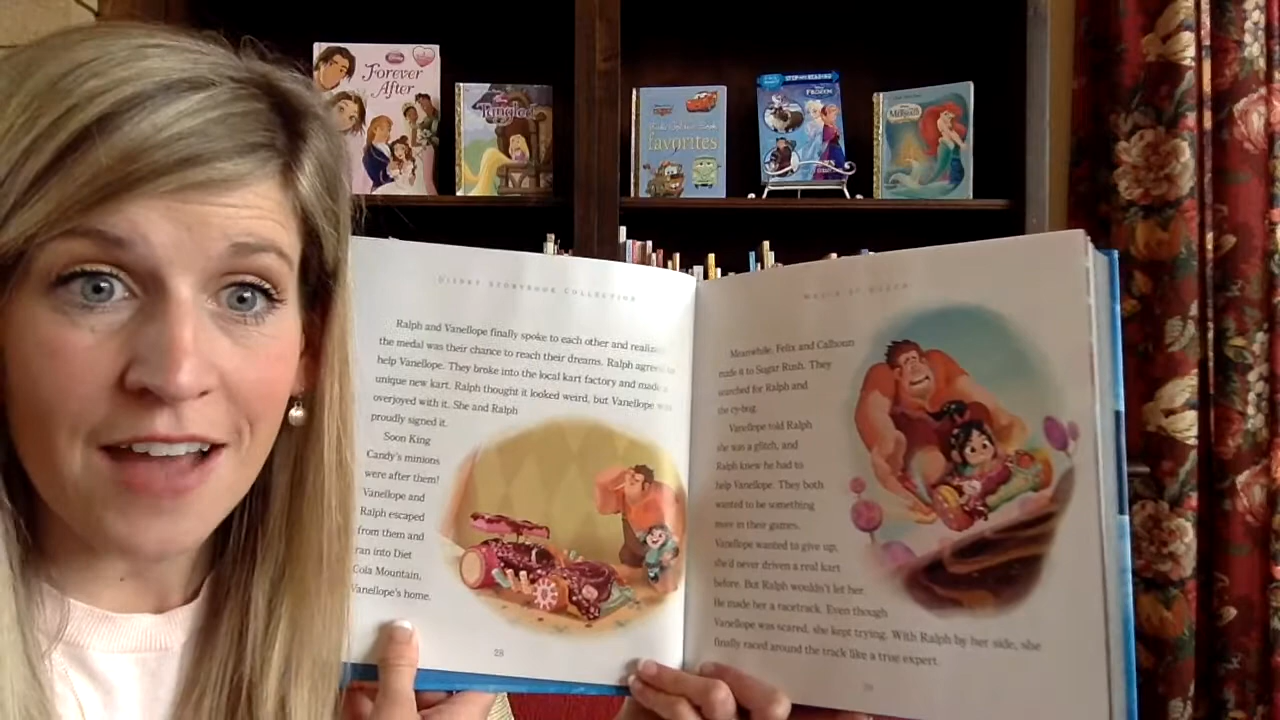 Forever
After
Tangled
favorites
STEP INTO READING
FROZEN
Mermaid
DISNEY STORYBOOK COLLECTION
Ralph and Vanellope finally spoke to each other and
the medal was their chance to reach their dreams. Ralph
help Vanellope. They broke into the local kart factory and made
unique new kart. Ralph thought it looked weird, but Vanellope
overjoyed with it. She and Ralph
proudly signed it.
Soon King
Candy's minions
were after them!
Vanellope and
Ralph escaped
from them and
ran into Diet
Cola Mountain,
Vanellope's home.
28
Meanwhile, Felix and Calhoun
made it to Sugar Rush. They
searched for Ralph and
the cy-bug.
Vanellope told Ralph
she was a glitch, and
Ralph knew he had to
help Vanellope. They both
wanted to be something
more in their games.
Vanellope wanted to give up,
she'd never driven a real kart
before. But Ralph wouldn't let her.
He made her a racetrack. Even though
Vanellope was scared, she kept trying. With Ralph by her side, she
finally raced around the track like a true expert.